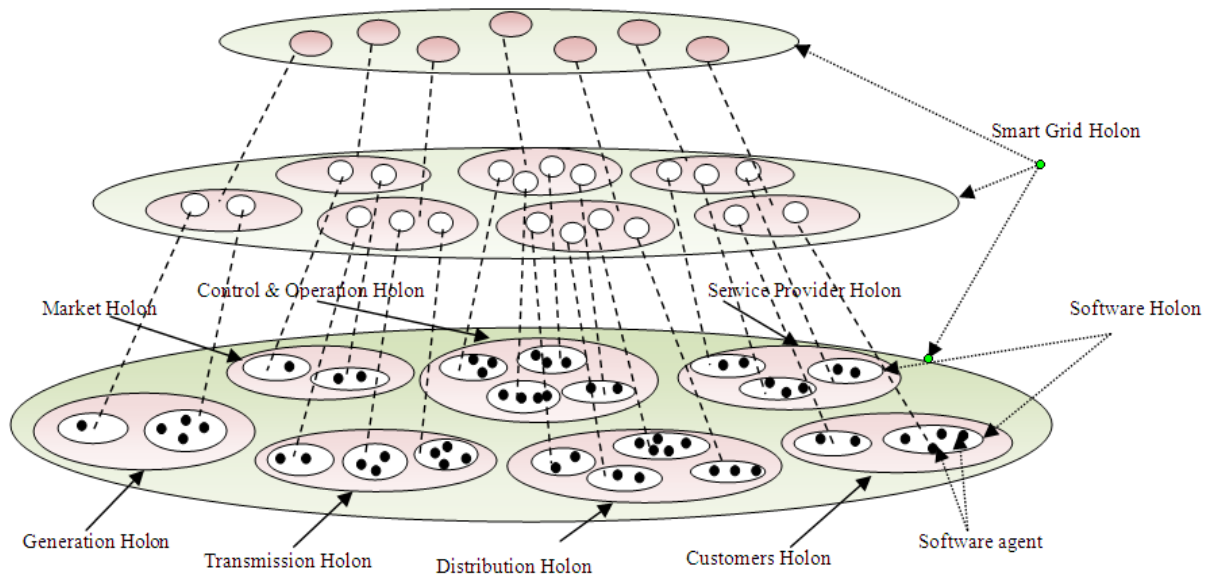 Smart Grid Holon
Control & Operation Holon
Service Provider Holon
Market Holon
Software Holon
Generation Holon
Transmission Holon
Distribution Holon
Customers Holon
Software agent